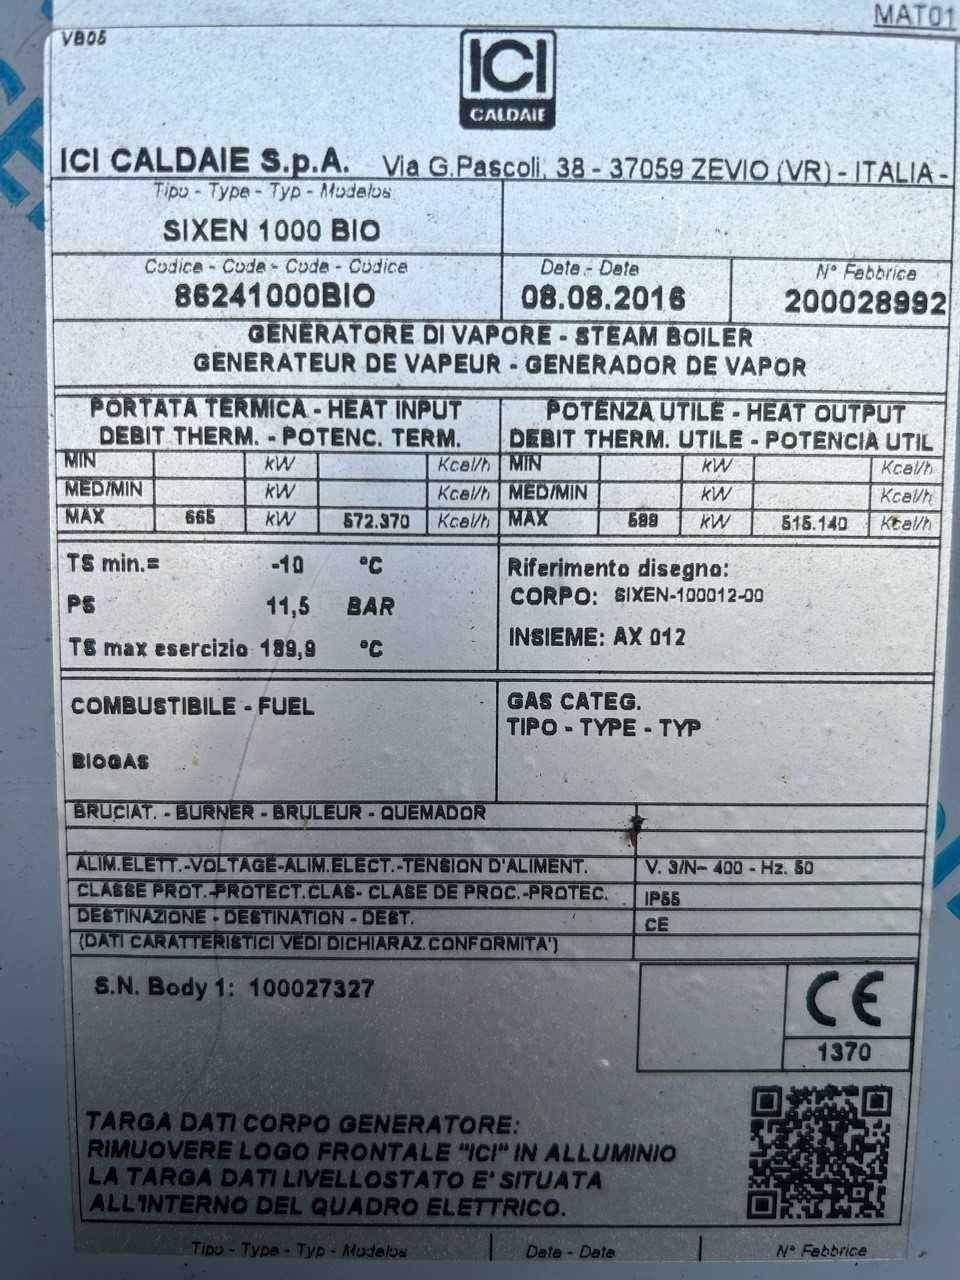 MAT01
VB05
ICI
CALDAIE
ICI CALDAIE S.p.A. Via G.Pascoli, 38 - 37059 ZEVIO (VR) - ITALIA -
Tipo - Type - Typ - Modelos
SIXEN 1000 BIO
Codice - Code - Code - Códice Date - Date N° Fabbrica
86241000BIO 08.08.2016 200028992
GENERATORE DI VAPORE - STEAM BOILER
GENERATEUR DE VAPEUR - GENERADOR DE VAPOR
PORTATA TERMICA - HEAT INPUT POTENZA UTILE - HEAT OUTPUT
DEBIT THERM. - POTENC. TERM. DEBIT THERM. UTILE - POTENCIA UTIL
MIN kW Kcal/h MIN kW Kcal/h
MED/MIN kW Kcal/h MED/MIN kW Kcal/h
MAX 665 kW 572.370 Kcal/h MAX 599 kW 515.140 Kcal/h
TS min.= -10 °C Riferimento disegno:
PS 11,5 BAR CORPO: SIXEN-100012-00
TS max esercizio 189,9 °C INSIEME: AX 012
COMBUSTIBILE - FUEL GAS CATEG.
TIPO - TYPE - TYP
BIOGAS
BRUCIAT. - BURNER - BRULEUR - QUEMADOR
ALIM.ELETT.-VOLTAGE-ALIM.ELECT.-TENSION D'ALIMENT. V. 3/N~ 400 - Hz. 50
CLASSE PROT.-PROTECT.CLAS- CLASE DE PROC.-PROTEC. IP55
DESTINAZIONE - DESTINATION - DEST. CE
(DATI CARATTERISTICI VEDI DICHIARAZ.CONFORMITA')
S.N. Body 1: 100027327
CE
1370
TARGA DATI CORPO GENERATORE:
RIMUOVERE LOGO FRONTALE "ICI" IN ALLUMINIO
LA TARGA DATI LIVELLOSTATO E' SITUATA
ALL'INTERNO DEL QUADRO ELETTRICO.
Tipo - Type - Typ - Modelos Date - Date N° Fabbrica